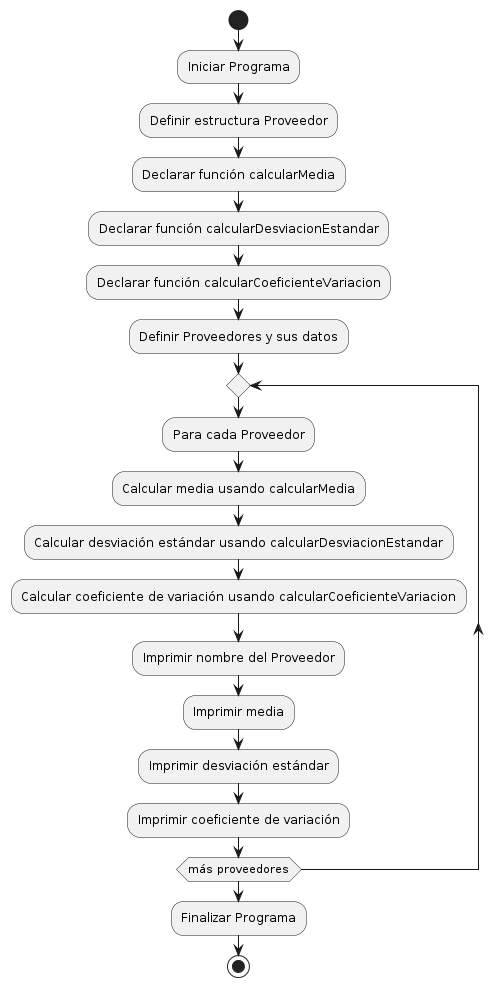 Iniciar Programa
Definir estructura Proveedor
Declarar función calcularMedia
Declarar función calcularDesviacionEstandar
Declarar función calcularCoeficienteVariacion
Definir Proveedores y sus datos
Para cada Proveedor
Calcular media usando calcularMedia
Calcular desviación estándar usando calcularDesviacionEstandar
Calcular coeficiente de variación usando calcularCoeficienteVariacion
Imprimir nombre del Proveedor
Imprimir media
Imprimir desviación estándar
Imprimir coeficiente de variación
más proveedores
Finalizar Programa